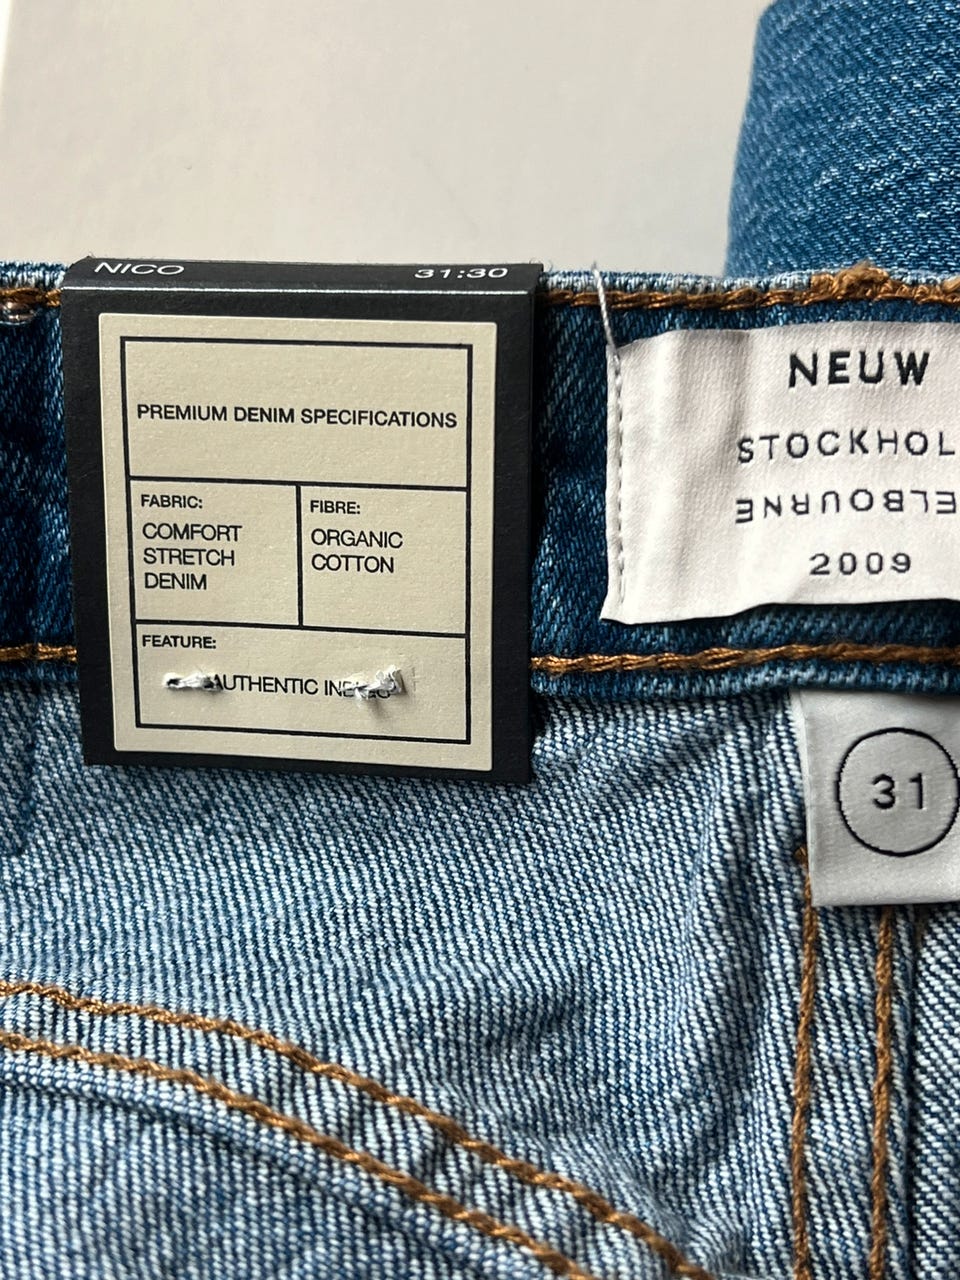 NICO 31:30
PREMIUM DENIM SPECIFICATIONS
FABRIC:
COMFORT
STRETCH
DENIM
FIBRE:
ORGANIC
COTTON
FEATURE:
AUTHENTIC
NEUW
STOCKHOL
ELBOURNE
2009
31